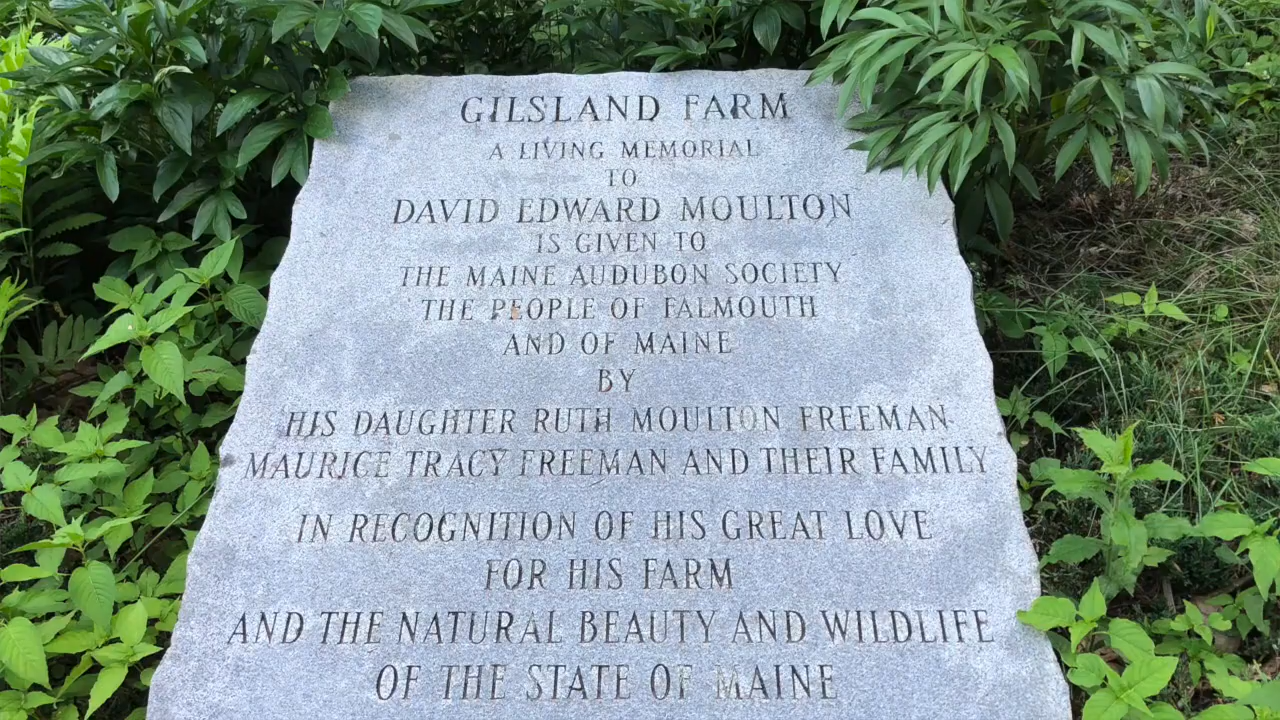 GILSLAND FARM
A LIVING MEMORIAL
TO
DAVID EDWARD MOULTON
IS GIVEN TO
THE MAINE AUDUBON SOCIETY
THE PEOPLE OF FALMOUTH
AND OF MAINE
BY
HIS DAUGHTER RUTH MOULTON FREEMAN
MAURICE TRACY FREEMAN AND THEIR FAMILY
IN RECOGNITION OF HIS GREAT LOVE
FOR HIS FARM
AND THE NATURAL BEAUTY AND WILDLIFE
OF THE STATE OF MAINE